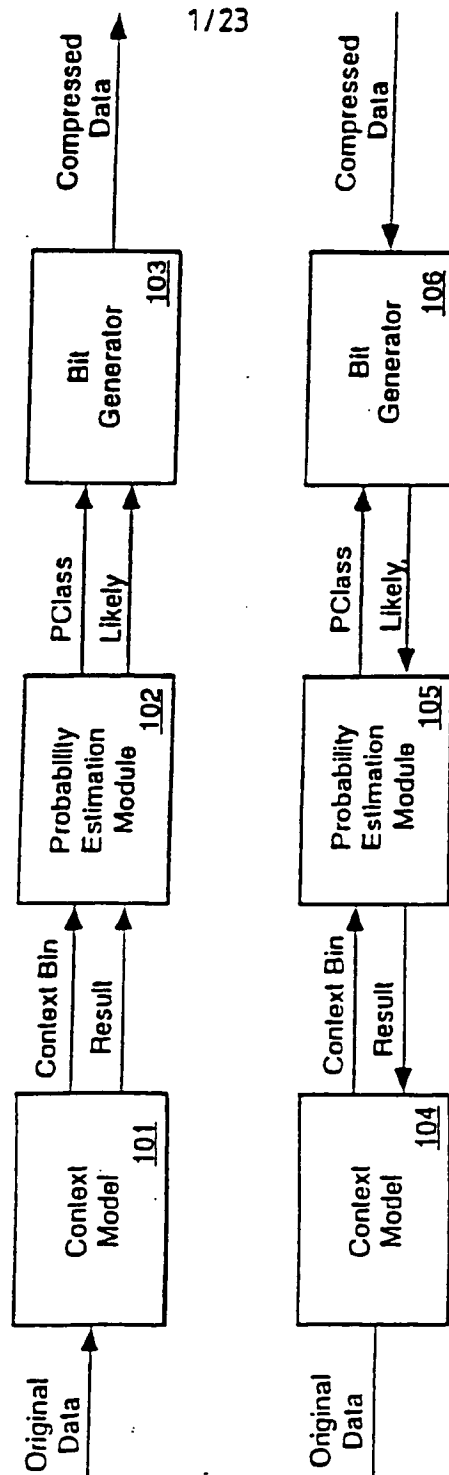 1/23
Original
Data
Context
Model
101
Context Bin
Result
Probability
Estimation
Module
102
PClass
Likely
Bit
Generator
103
Compressed
Data
Original
Data
Context
Model
104
Context Bin
Result
Probability
Estimation
Module
105
PClass
Likely
Bit
Generator
106
Compressed
Data